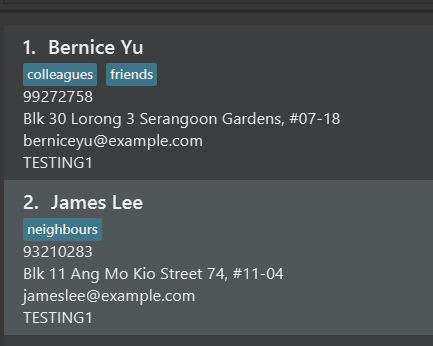 1. Bernice Yu
colleagues friends
99272758
Blk 30 Lorong 3 Serangoon Gardens, #07-18
berniceyu@example.com
TESTING1
2. James Lee
neighbours
93210283
Blk 11 Ang Mo Kio Street 74, #11-04
jameslee@example.com
TESTING1